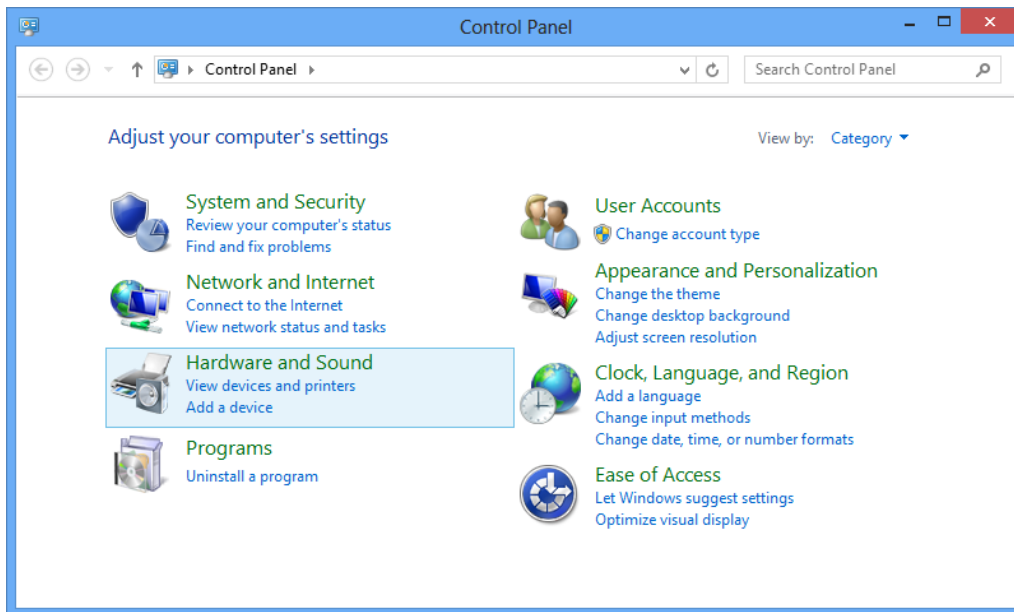 Control Panel
Control Panel
Search Control Panel
Adjust your computer's settings
View by: Category
System and Security
Review your computer's status
Find and fix problems
Network and Internet
Connect to the Internet
View network status and tasks
Hardware and Sound
View devices and printers
Add a device
Programs
Uninstall a program
User Accounts
Change account type
Appearance and Personalization
Change the theme
Change desktop background
Adjust screen resolution
Clock, Language, and Region
Add a language
Change input methods
Change date, time, or number formats
Ease of Access
Let Windows suggest settings
Optimize visual display